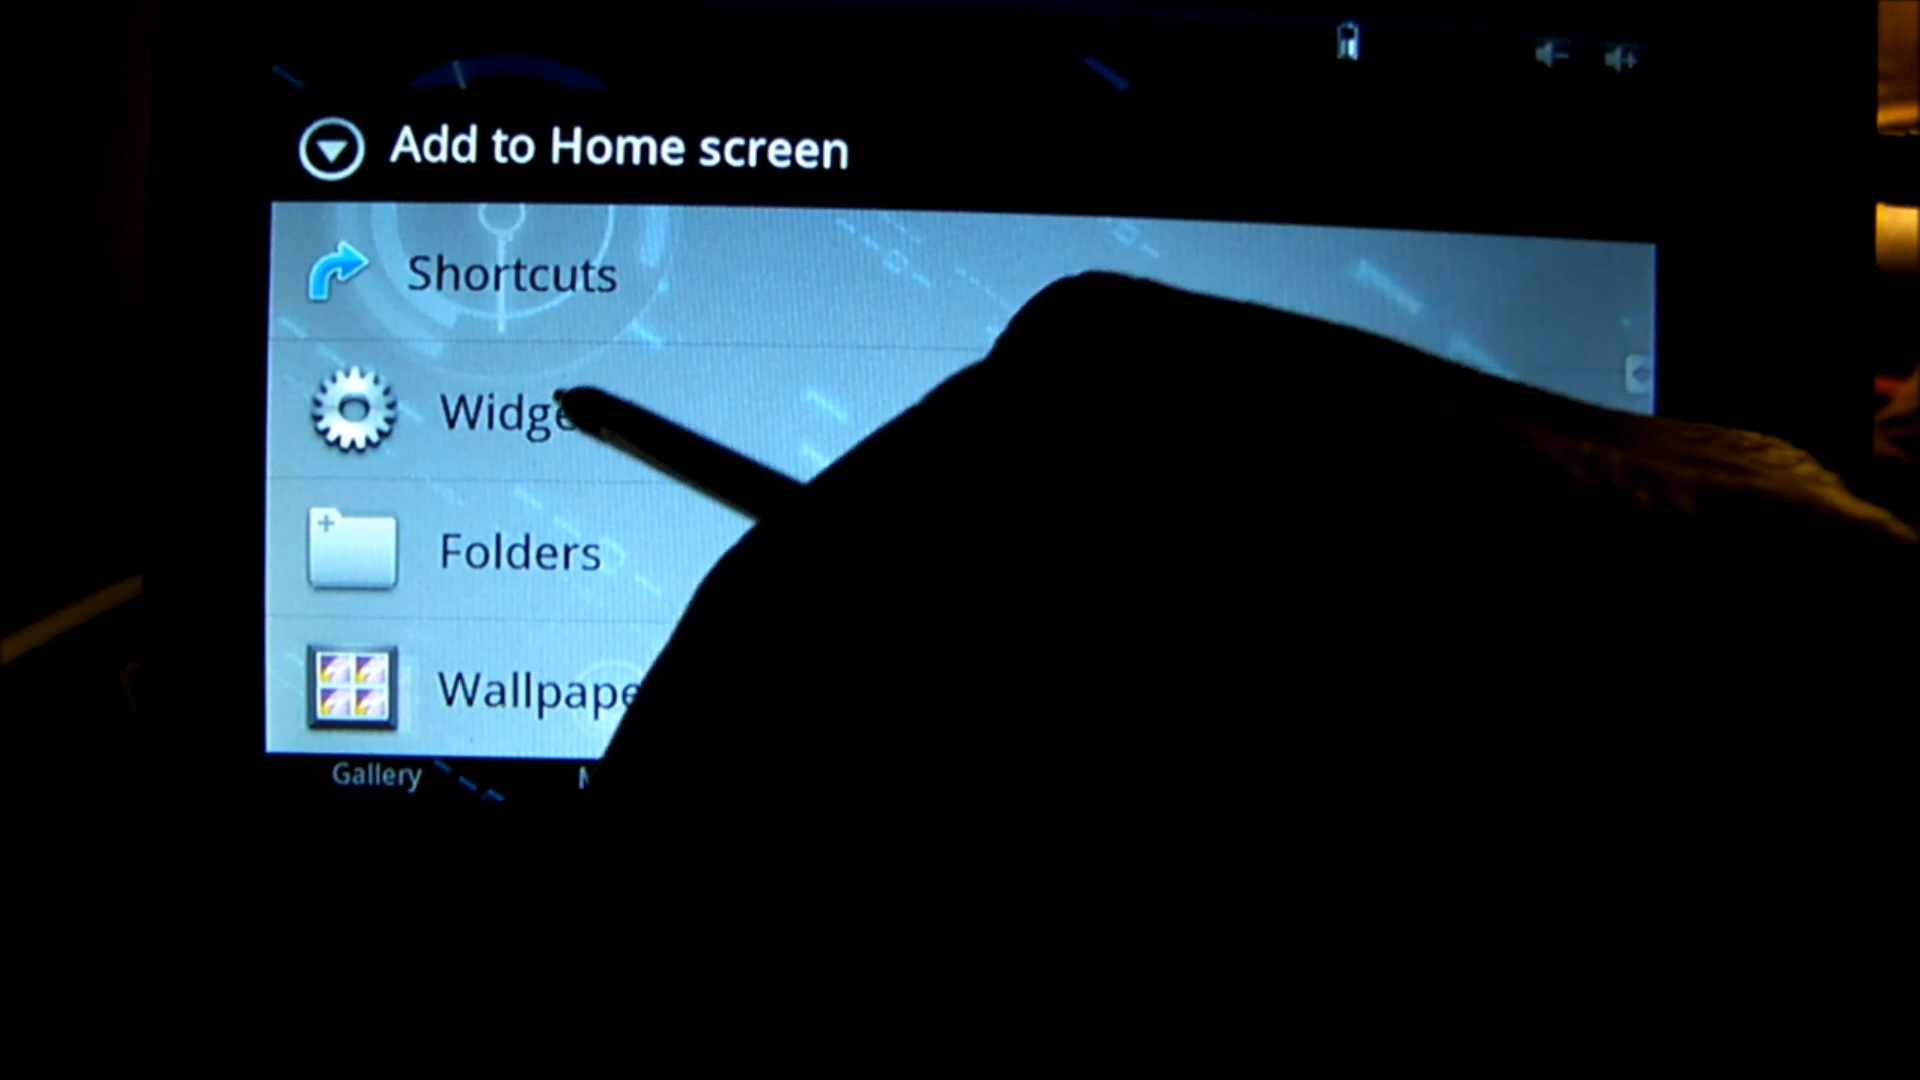 Add to Home screen
Shortcuts
Widge
Folders
Wallpape
Gallery